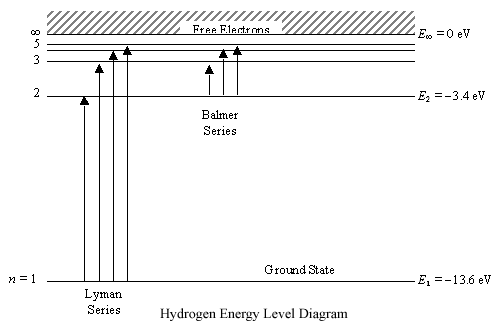 Free Electrons
∞
E∞ = 0 eV
5
3
2
E2 = −3.4 eV
Balmer
Series
Ground State
n = 1
E1 = −13.6 eV
Lyman
Series
Hydrogen Energy Level Diagram